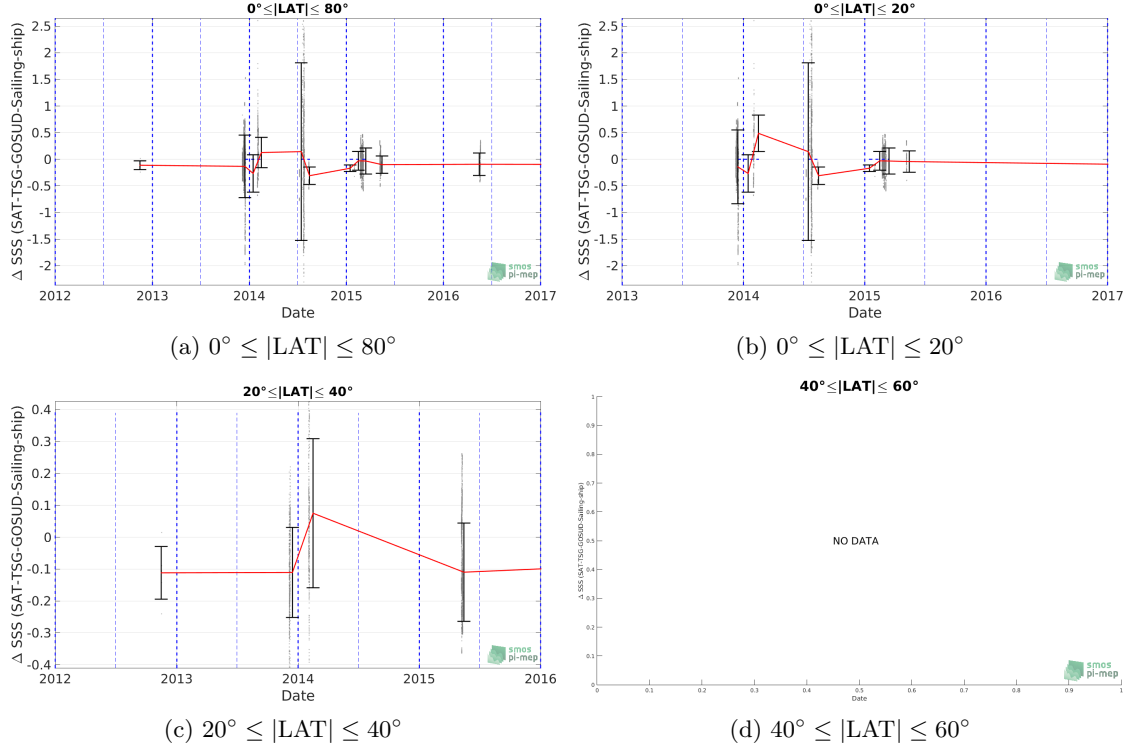 0°≤|LAT|≤ 80°
Δ SSS (SAT-TSG-GOSUD-Sailing-ship)
2.5
2
1.5
1
0.5
0
-0.5
-1
-1.5
-2
2012 2013 2014 2015 2016 2017
Date
smos
pi-mep
(a) 0° ≤ |LAT| ≤ 80°
0°≤|LAT|≤ 20°
Δ SSS (SAT-TSG-GOSUD-Sailing-ship)
2.5
2
1.5
1
0.5
0
-0.5
-1
-1.5
-2
2013 2014 2015 2016 2017
Date
smos
pi-mep
(b) 0° ≤ |LAT| ≤ 20°
20°≤|LAT|≤ 40°
Δ SSS (SAT-TSG-GOSUD-Sailing-ship)
0.4
0.3
0.2
0.1
0
-0.1
-0.2
-0.3
-0.4
2012 2013 2014 2015 2016
Date
smos
pi-mep
(c) 20° ≤ |LAT| ≤ 40°
40°≤|LAT|≤ 60°
Δ SSS (SAT-TSG-GOSUD-Sailing-ship)
1
0.9
0.8
0.7
0.6
0.5
0.4
0.3
0.2
0.1
0
NO DATA
0 0.1 0.2 0.3 0.4 0.5 0.6 0.7 0.8 0.9 1
Date
smos
pi-mep
(d) 40° ≤ |LAT| ≤ 60°